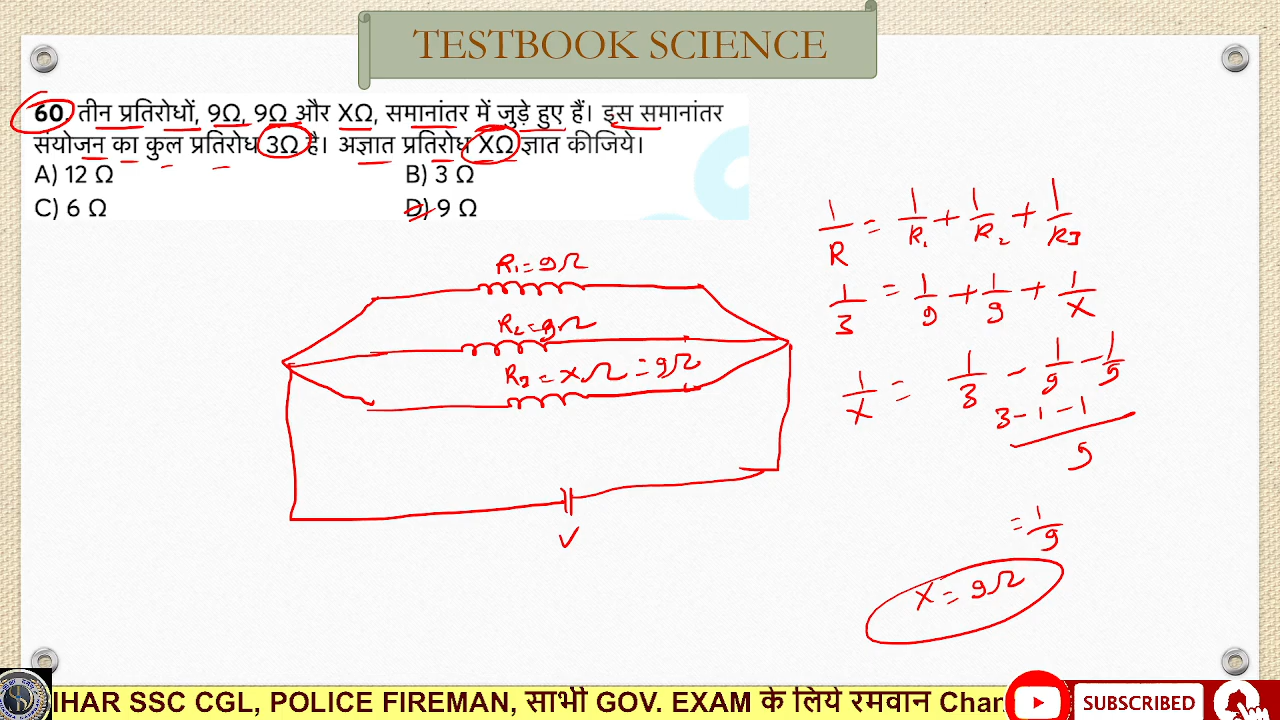 TESTBOOK SCIENCE
60. तीन प्रतिरोधों, 9Ω, 9Ω और XΩ, समानांतर में जुड़े हुए हैं। इस समानांतर
संयोजन का कुल प्रतिरोध 3Ω है। अज्ञात प्रतिरोध XΩ ज्ञात कीजिये।
A) 12 Ω B) 3 Ω
C) 6 Ω D) 9 Ω
R₁=9Ω
R₂=9Ω
R₃=XΩ=9Ω
V
1/R = 1/R₁ + 1/R₂ + 1/R₃
1/3 = 1/9 + 1/9 + 1/X
1/X = 1/3 - 1/9 - 1/9
3-1-1/9
= 1/9
X = 9Ω
IHAR SSC CGL, POLICE FIREMAN, साभी GOV. EXAM के लिये रमवान Chan
SUBSCRIBED